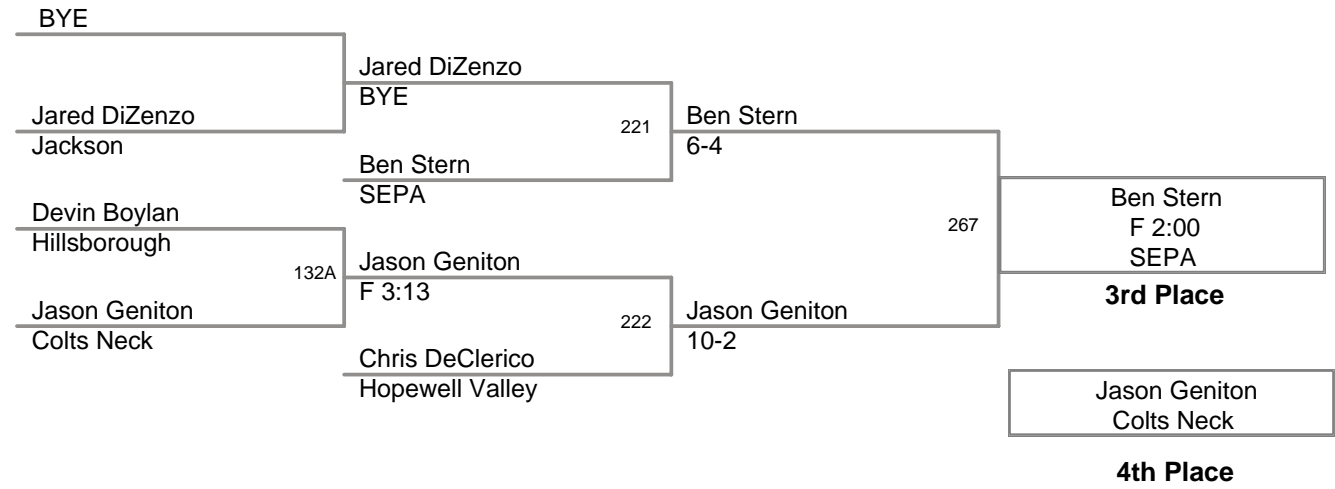 BYE
Jared DiZenzo
BYE
Jared DiZenzo
Jackson
221
Ben Stern
6-4
Ben Stern
SEPA
Devin Boylan
Hillsborough
132A
Jason Geniton
F 3:13
Jason Geniton
Colts Neck
222
Jason Geniton
10-2
Chris DeClerico
Hopewell Valley
267
Ben Stern
F 2:00
SEPA
3rd Place
Jason Geniton
Colts Neck
4th Place